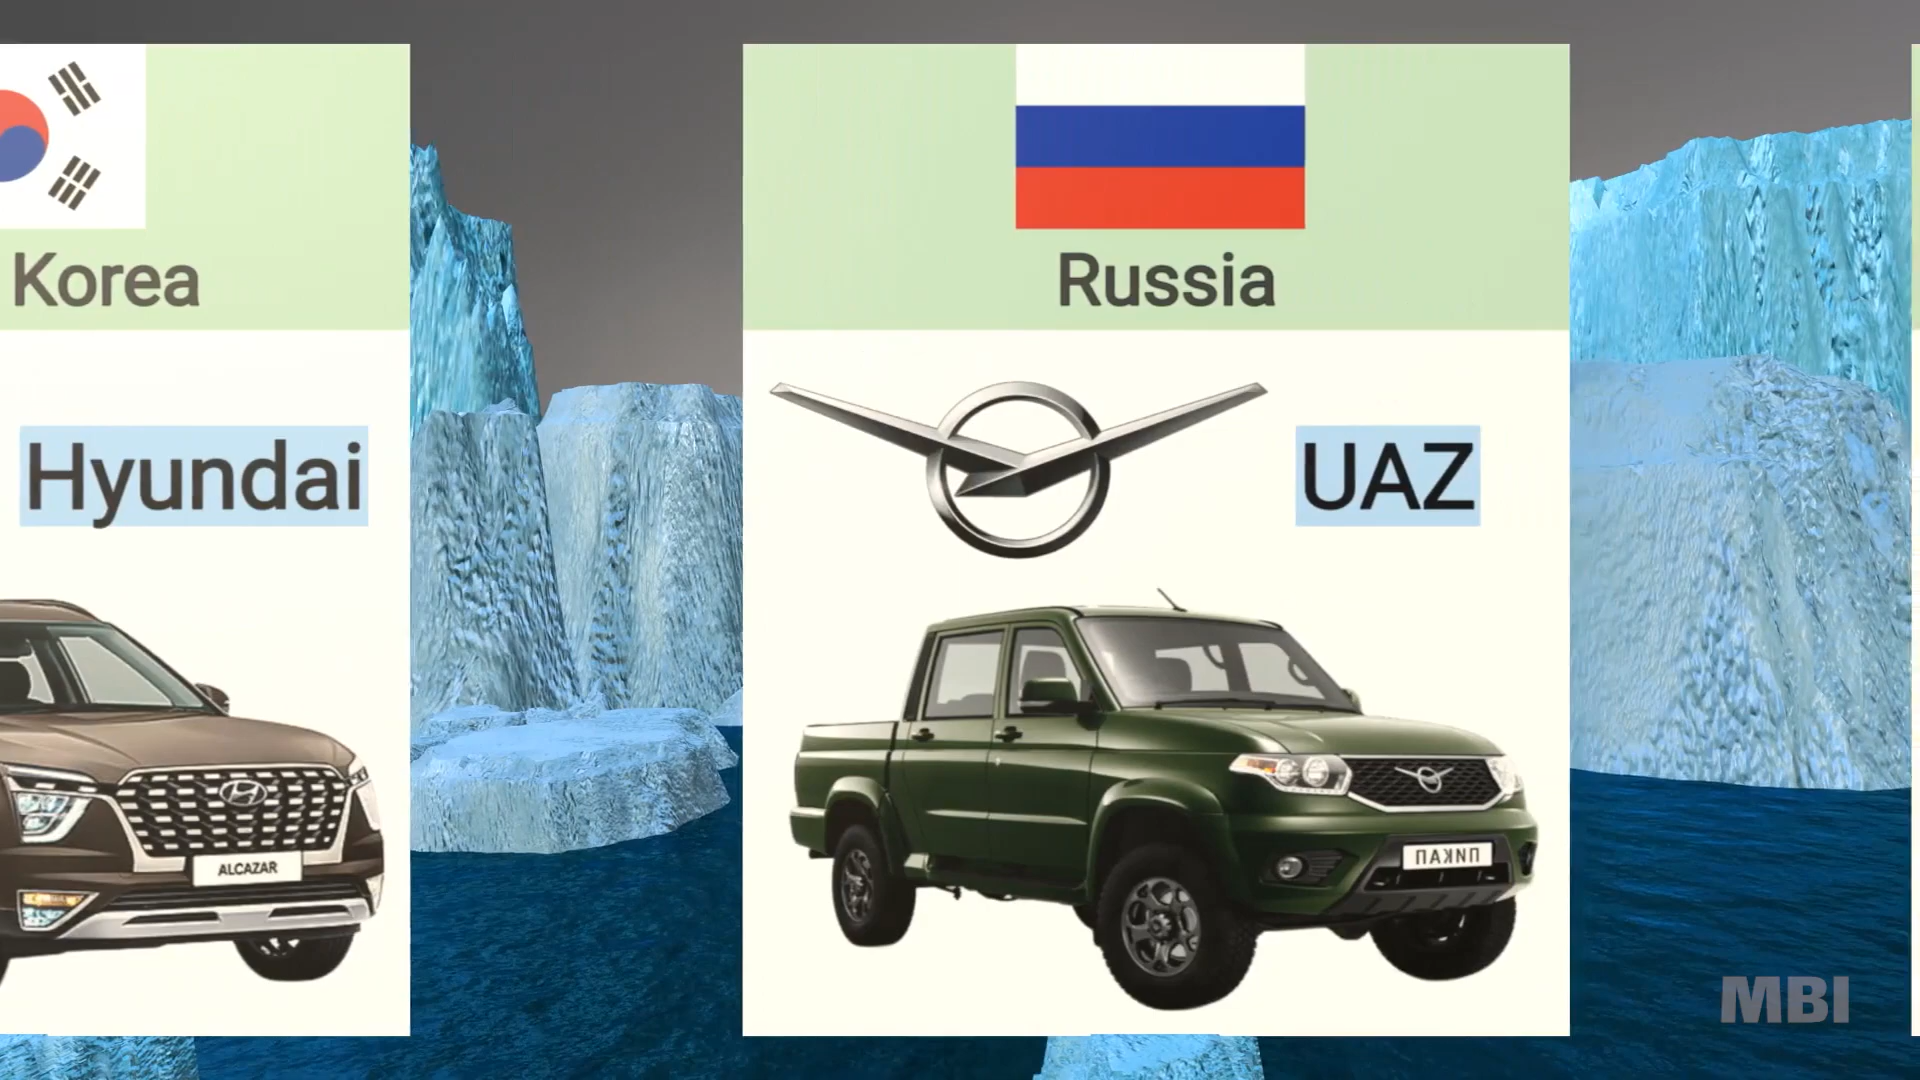 Korea
Hyundai
ALCAZAR
Russia
UAZ
ПАКИП
MBI